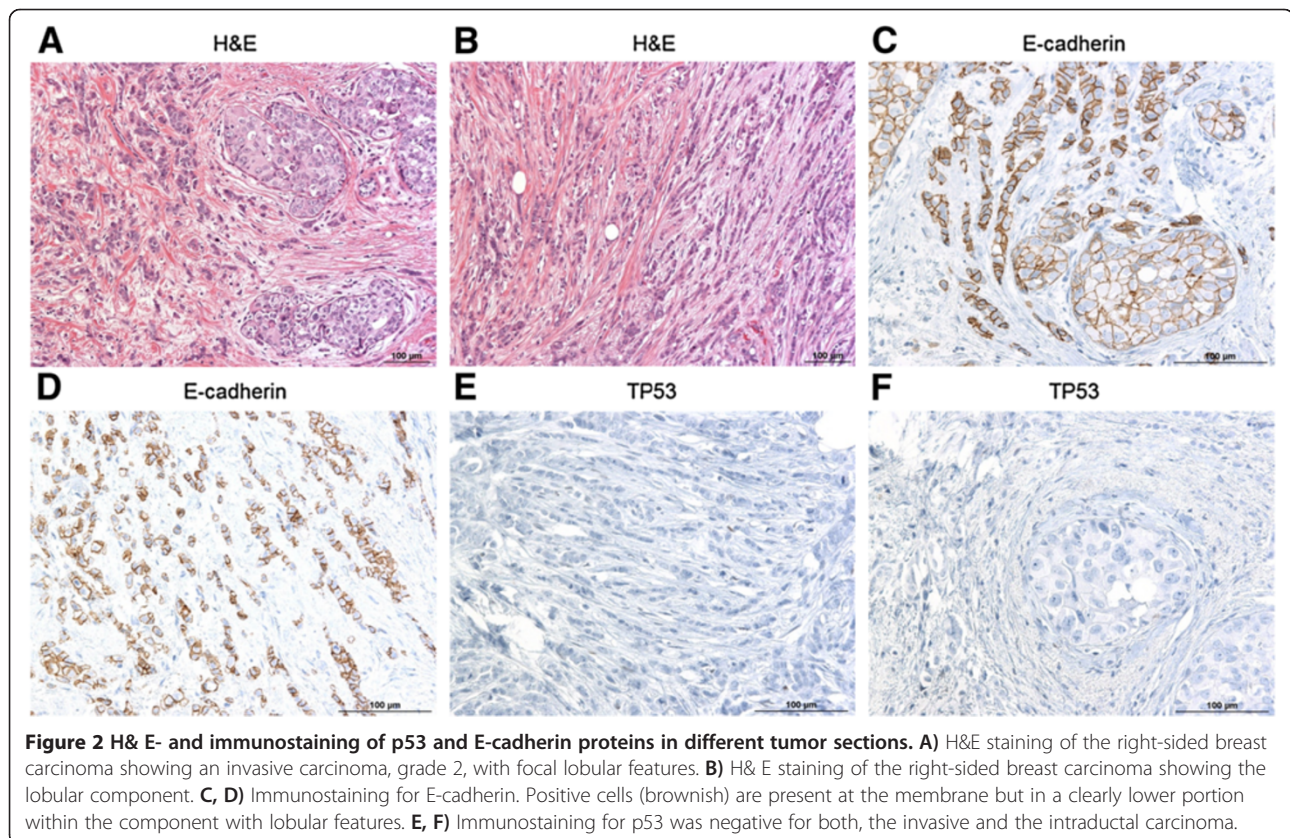 A
H&E
B
H&E
C
E-cadherin
100 µm
100 µm
100 µm
D
E-cadherin
E
TP53
F
TP53
100 µm
100 µm
100 µm
Figure 2 H& E- and immunostaining of p53 and E-cadherin proteins in different tumor sections. A) H&E staining of the right-sided breast
carcinoma showing an invasive carcinoma, grade 2, with focal lobular features. B) H& E staining of the right-sided breast carcinoma showing the
lobular component. C, D) Immunostaining for E-cadherin. Positive cells (brownish) are present at the membrane but in a clearly lower portion
within the component with lobular features. E, F) Immunostaining for p53 was negative for both, the invasive and the intraductal carcinoma.